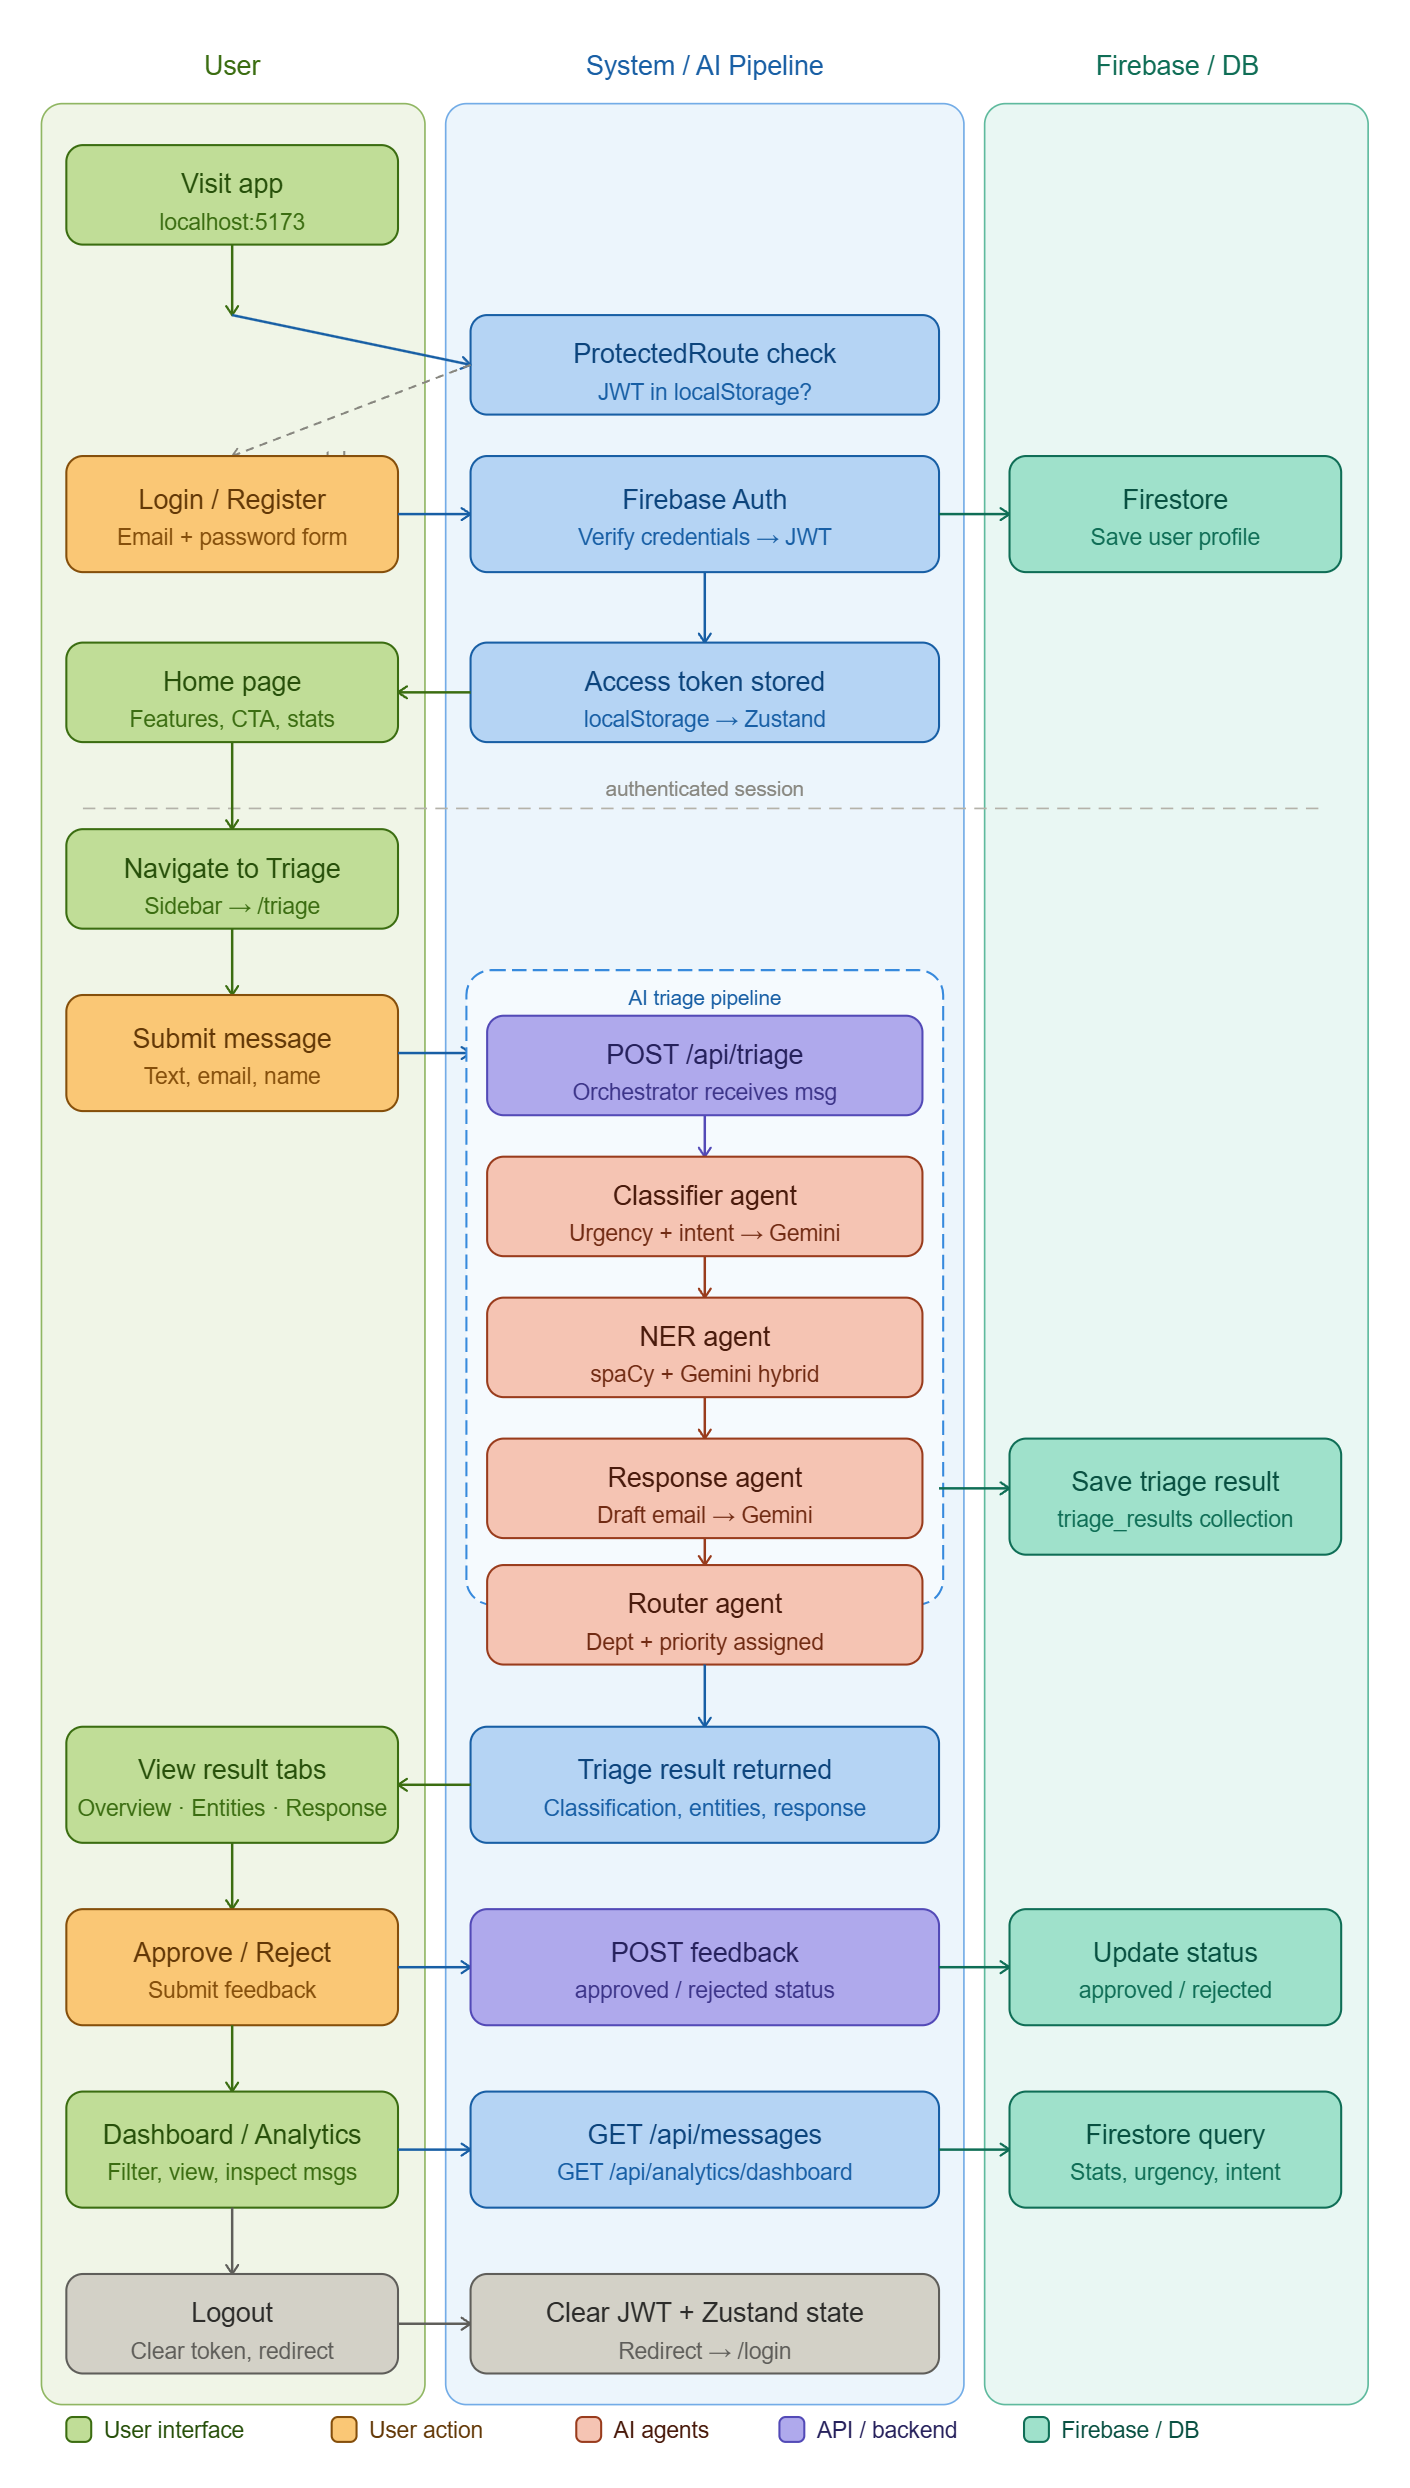 User
System / AI Pipeline
Firebase / DB
Visit app
localhost:5173
ProtectedRoute check
JWT in localStorage?
Login / Register
Email + password form
Firebase Auth
Verify credentials → JWT
Firestore
Save user profile
Home page
Features, CTA, stats
Access token stored
localStorage → Zustand
authenticated session
Navigate to Triage
Sidebar → /triage
AI triage pipeline
Submit message
Text, email, name
POST /api/triage
Orchestrator receives msg
Classifier agent
Urgency + intent → Gemini
NER agent
spaCy + Gemini hybrid
Response agent
Draft email → Gemini
Save triage result
triage_results collection
Router agent
Dept + priority assigned
View result tabs
Overview · Entities · Response
Triage result returned
Classification, entities, response
Approve / Reject
Submit feedback
POST feedback
approved / rejected status
Update status
approved / rejected
Dashboard / Analytics
Filter, view, inspect msgs
GET /api/messages
GET /api/analytics/dashboard
Firestore query
Stats, urgency, intent
Logout
Clear token, redirect
Clear JWT + Zustand state
Redirect → /login
User interface
User action
AI agents
API / backend
Firebase / DB